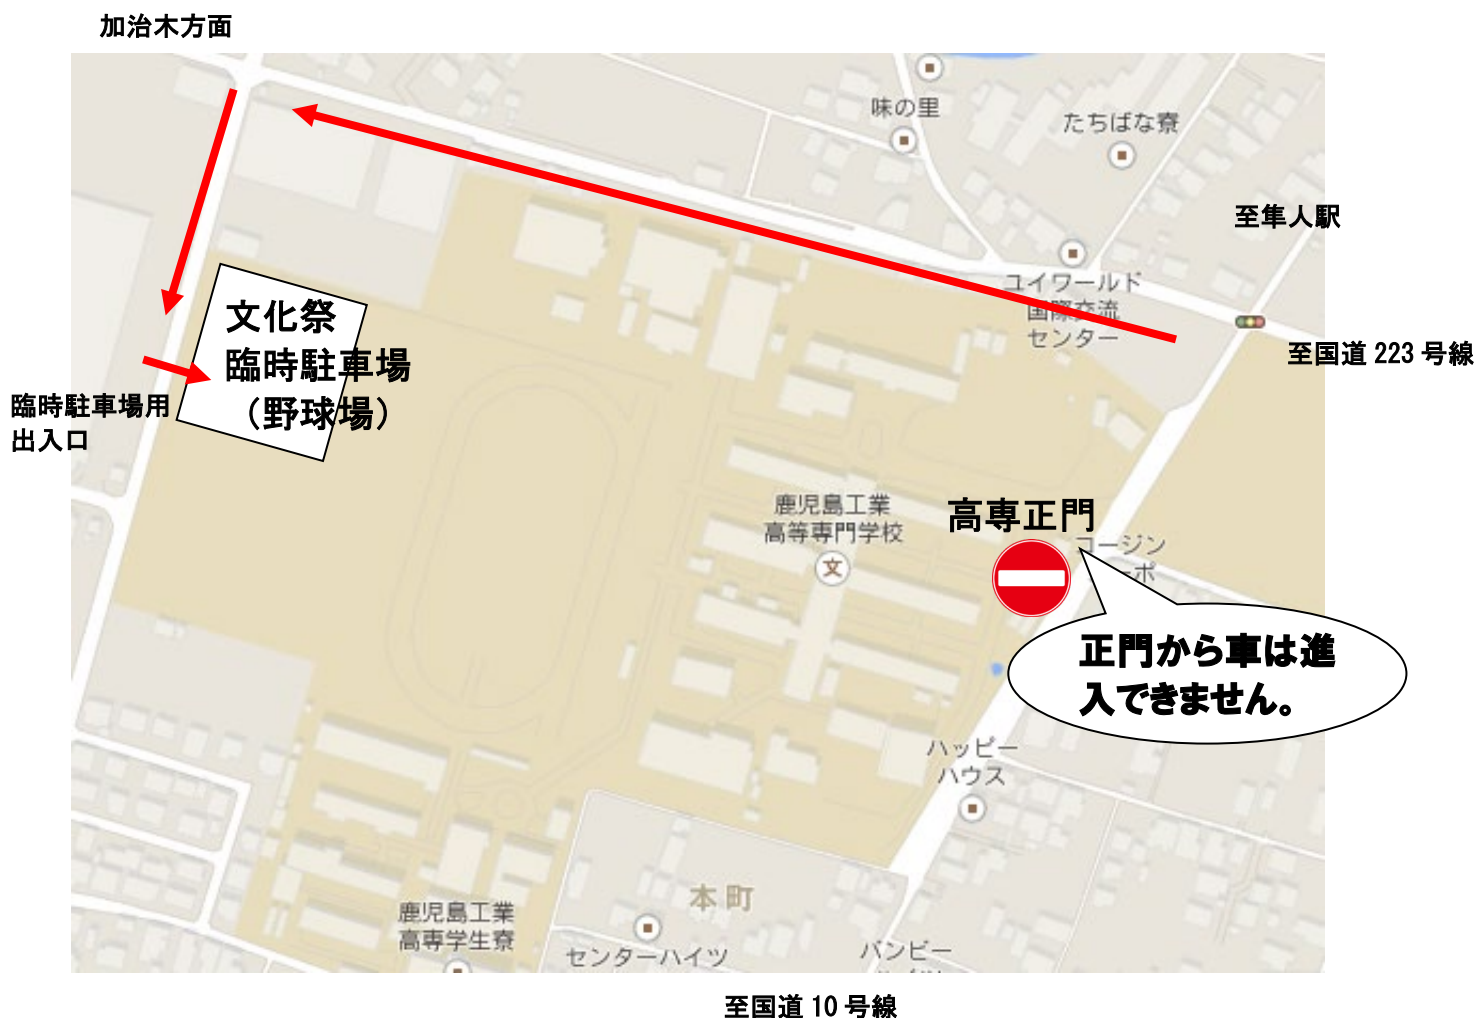 加治木方面
味の里
たちばな寮
至隼人駅
ユイワールド
国際交流
センター
至国道 223 号線
文化祭
臨時駐車場
（野球場）
臨時駐車場用
出入口
鹿児島工業
高等専門学校
文
高専正門
コージン
ーポ
正門から車は進
入できません。
ハッピー
ハウス
本町
鹿児島工業
高専学生寮
センターハイツ
バンビー
至国道 10 号線